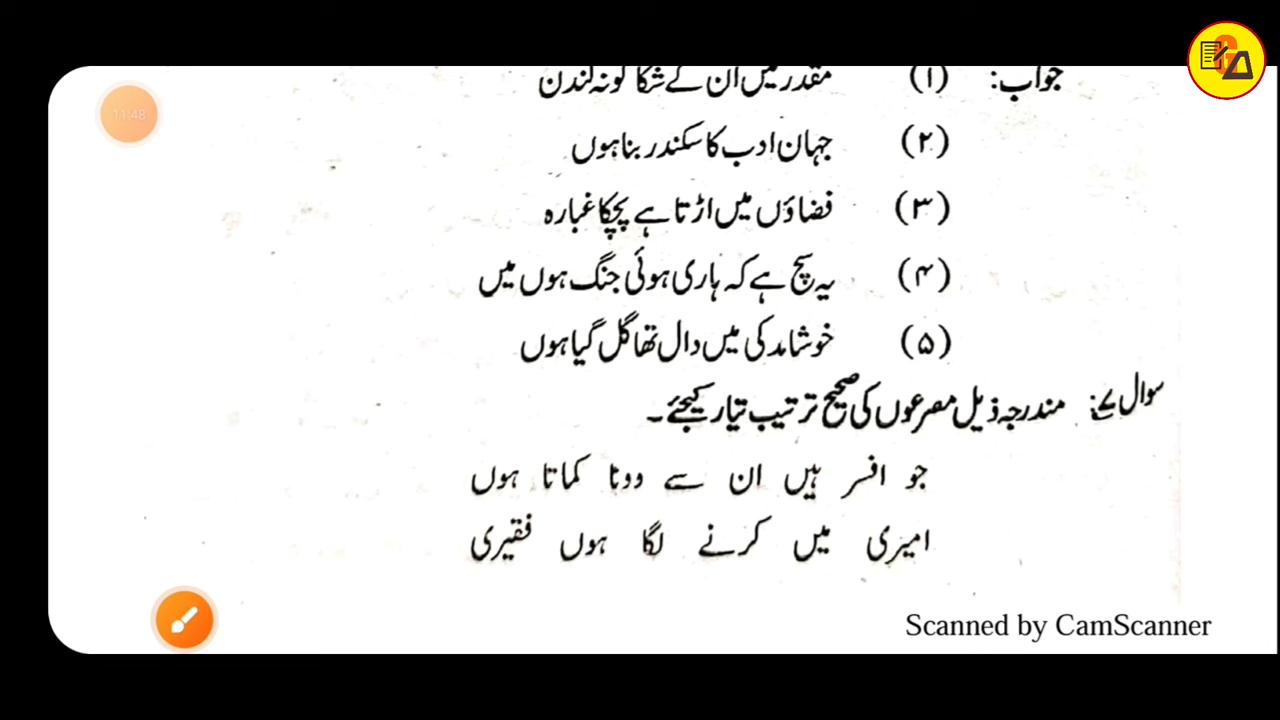 11:48
جواب: (۱) مقدر میں ان کے شکاگو نہ لندن
(۲) جہان ادب کا سکندر بنا ہوں
(۳) فضاؤں میں اڑتا ہے پچکا غبارہ
(۴) یہ سچ ہے کہ ہاری ہوئی جنگ ہوں میں
(۵) خوشامد کی میں دال تھا گل گیا ہوں
سوال ۷: مندرجہ ذیل مصرعوں کی صحیح ترتیب تیار کیجئے۔
جو افسر ہیں ان سے دونا کماتا ہوں
امیری میں کرنے لگا ہوں فقیری
Scanned by CamScanner